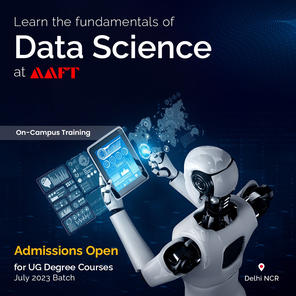 Learn the fundamentals of
Data Science
at AAFT
On-Campus Training
Admissions Open
for UG Degree Courses
July 2023 Batch
Delhi NCR